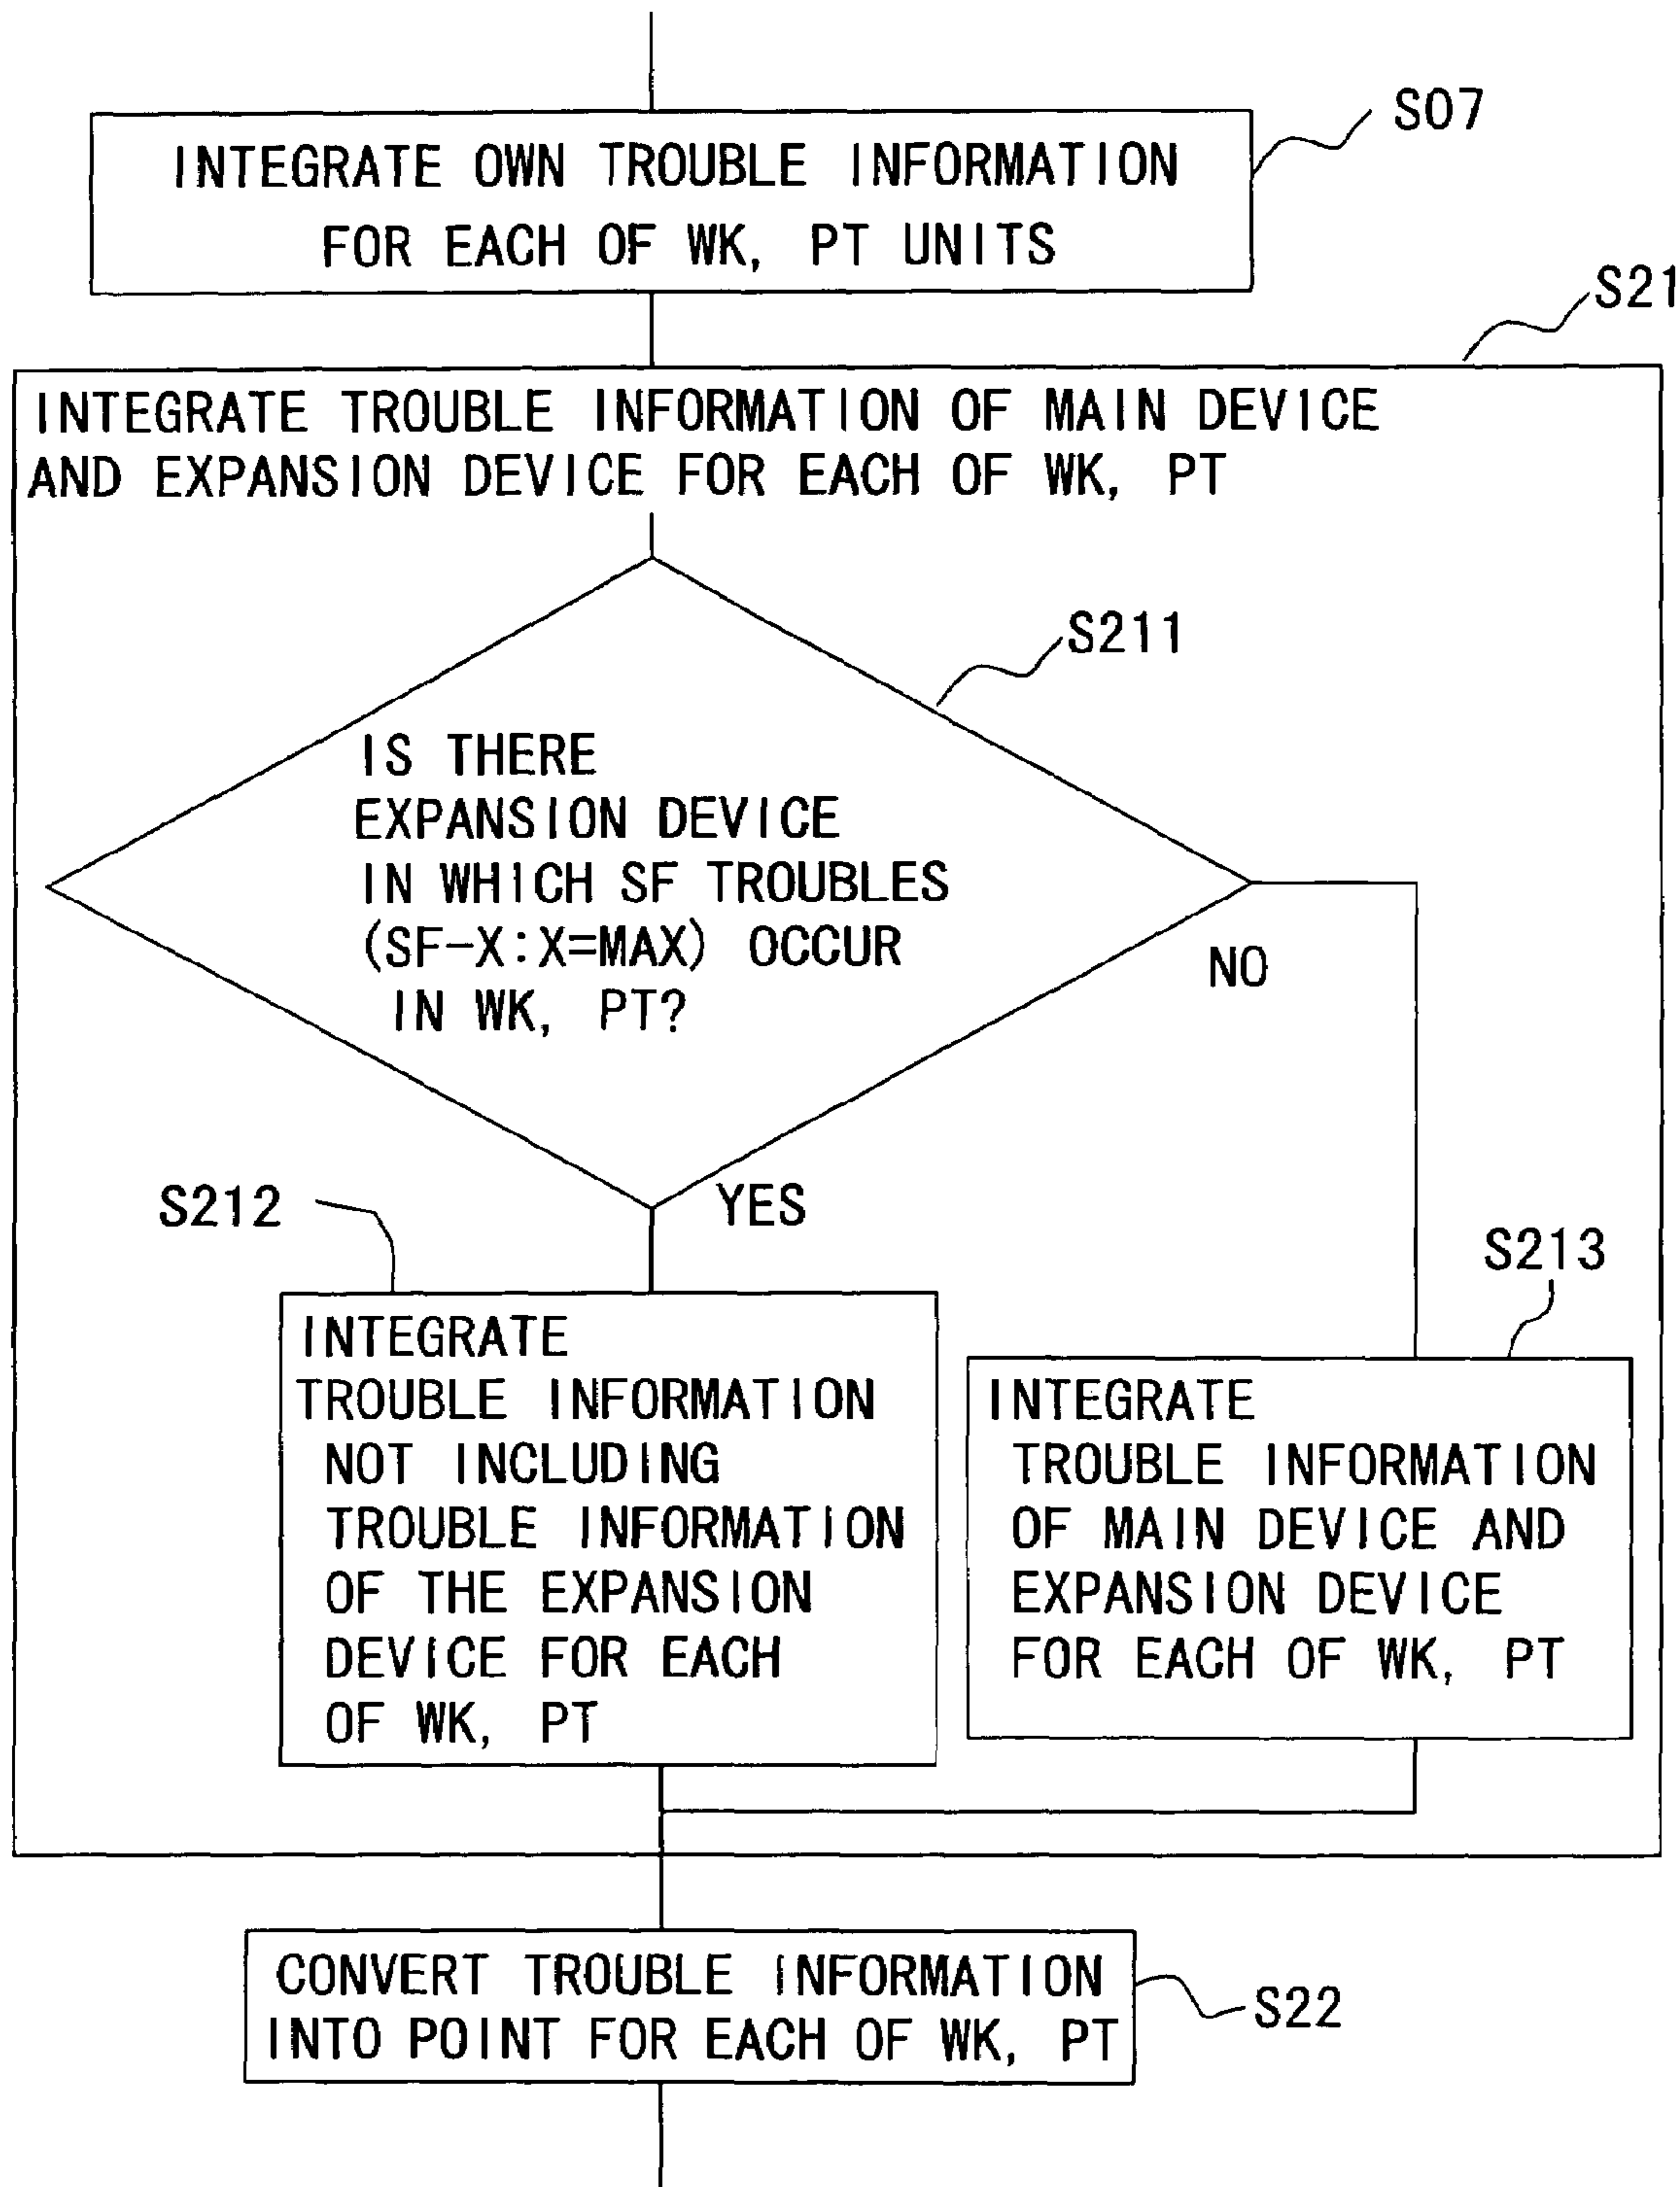 S07
INTEGRATE OWN TROUBLE INFORMATION
FOR EACH OF WK, PT UNITS
S21
INTEGRATE TROUBLE INFORMATION OF MAIN DEVICE
AND EXPANSION DEVICE FOR EACH OF WK, PT
S211
IS THERE
EXPANSION DEVICE
IN WHICH SF TROUBLES
(SF-X:X=MAX) OCCUR
IN WK, PT?
NO
YES
S212
INTEGRATE
TROUBLE INFORMATION
NOT INCLUDING
TROUBLE INFORMATION
OF THE EXPANSION
DEVICE FOR EACH
OF WK, PT
S213
INTEGRATE
TROUBLE INFORMATION
OF MAIN DEVICE AND
EXPANSION DEVICE
FOR EACH OF WK, PT
CONVERT TROUBLE INFORMATION
INTO POINT FOR EACH OF WK, PT
S22